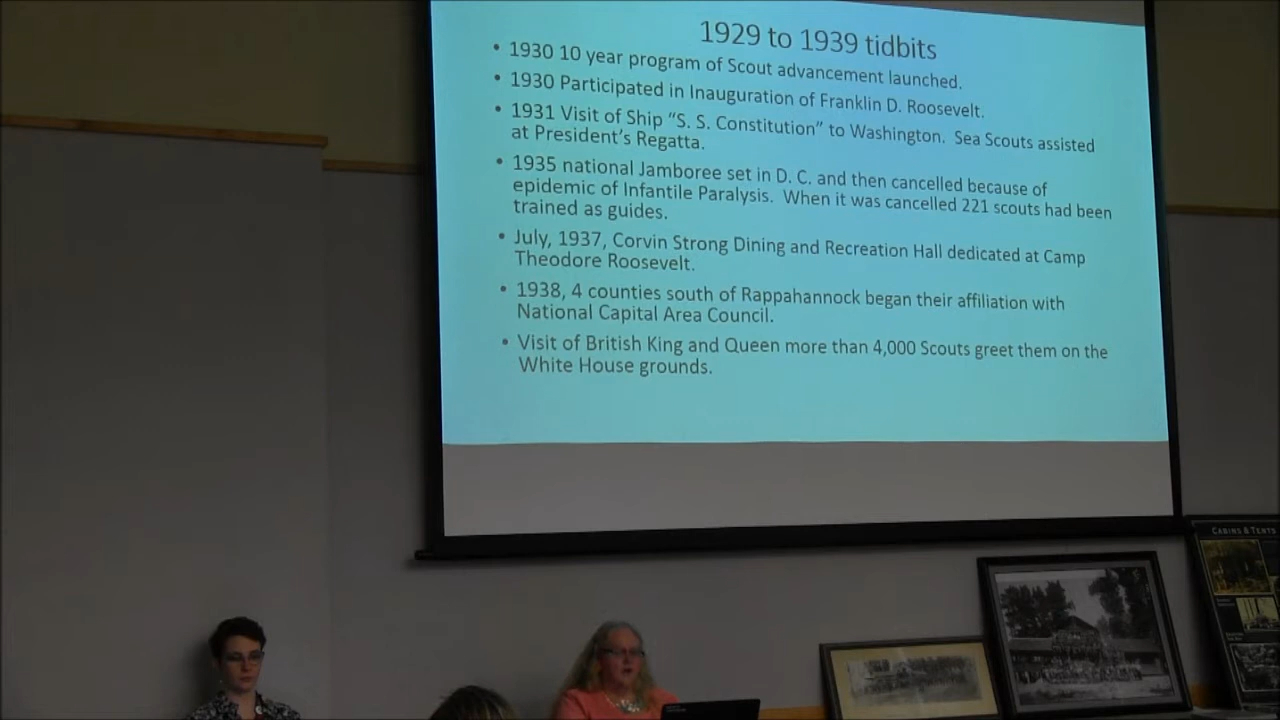 1929 to 1939 tidbits
• 1930 10 year program of Scout advancement launched.
• 1930 Participated in Inauguration of Franklin D. Roosevelt.
• 1931 Visit of Ship “S. S. Constitution” to Washington. Sea Scouts assisted
at President’s Regatta.
• 1935 national Jamboree set in D. C. and then cancelled because of
epidemic of Infantile Paralysis. When it was cancelled 221 scouts had been
trained as guides.
• July, 1937, Corvin Strong Dining and Recreation Hall dedicated at Camp
Theodore Roosevelt.
• 1938, 4 counties south of Rappahannock began their affiliation with
National Capital Area Council.
• Visit of British King and Queen more than 4,000 Scouts greet them on the
White House grounds.
CABINS & TENTS